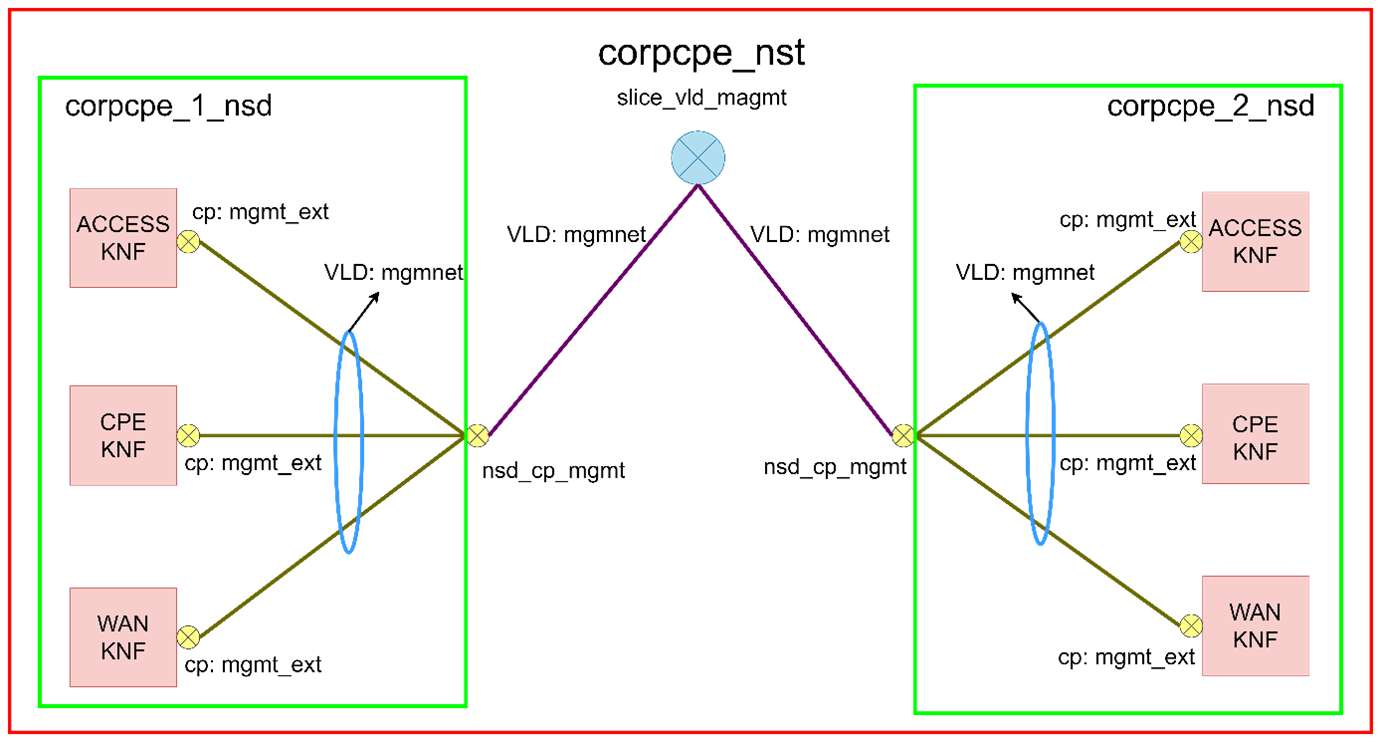 corpcpe_nst
slice_vld_magmt
corpcpe_1_nsd
ACCESS
KNF
cp: mgmt_ext
VLD: mgmnet
CPE
KNF
cp: mgmt_ext
WAN
KNF
cp: mgmt_ext
nsd_cp_mgmt
VLD: mgmnet
VLD: mgmnet
corpcpe_2_nsd
cp: mgmt_ext
ACCESS
KNF
VLD: mgmnet
nsd_cp_mgmt
CPE
KNF
cp: mgmt_ext
WAN
KNF
cp: mgmt_ext